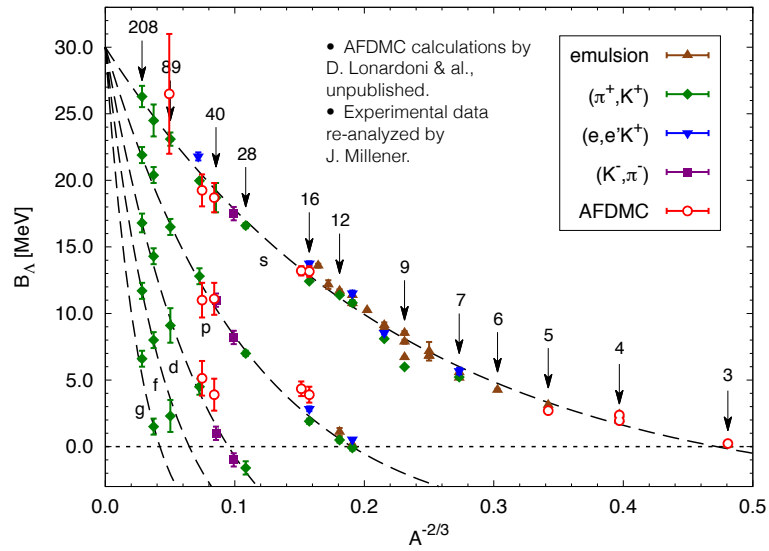 30.0
25.0
20.0
15.0
10.0
5.0
0.0
B_Λ [MeV]
208
89
40
28
16
12
9
7
6
5
4
3
• AFDMC calculations by
D. Lonardoni & al.,
unpublished.
• Experimental data
re-analyzed by
J. Millener.
emulsion
(π⁺,K⁺)
(e,e'K⁺)
(K⁻,π⁻)
AFDMC
s
p
d
f
g
0.0 0.1 0.2 0.3 0.4 0.5
A⁻²/³